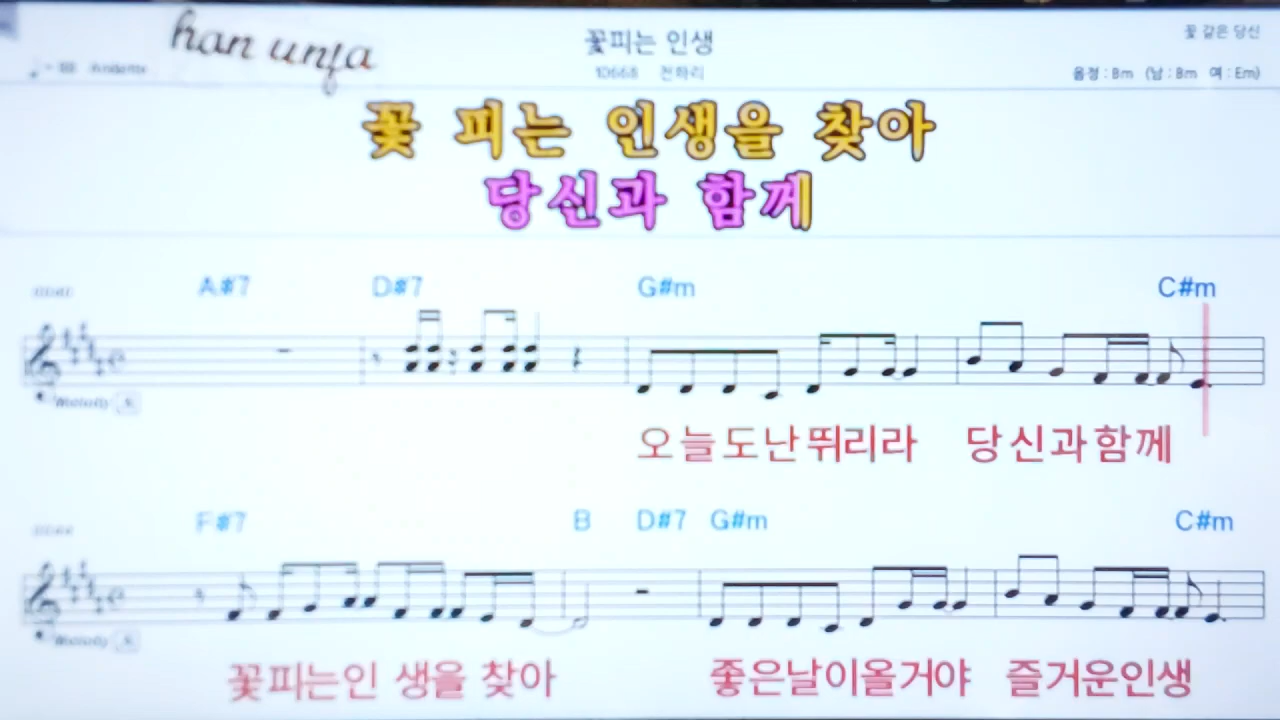 han unja
꽃피는 인생
꽃 같은 당신
10668 전하리
음정 : Bm (남 : Bm 여 : Em)
꽃 피는 인생을 찾아
당신과 함께
A#7 D#7 G#m C#m
Melody
오늘도난뛰리라 당신과함께
F#7 B D#7 G#m C#m
Melody
꽃피는인 생을 찾아 좋은날이올거야 즐거운인생